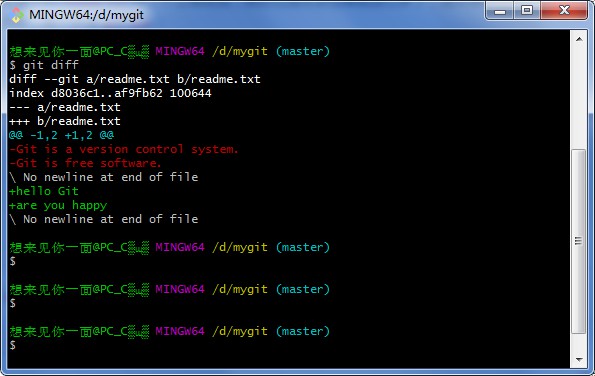 MINGW64:/d/mygit
想来见你一面@PC_C MINGW64 /d/mygit (master)
$ git diff
diff --git a/readme.txt b/readme.txt
index d8036c1..af9fb62 100644
--- a/readme.txt
+++ b/readme.txt
@@ -1,2 +1,2 @@
-Git is a version control system.
-Git is free software.
\ No newline at end of file
+hello Git
+are you happy
\ No newline at end of file
想来见你一面@PC_C MINGW64 /d/mygit (master)
$
想来见你一面@PC_C MINGW64 /d/mygit (master)
$
想来见你一面@PC_C MINGW64 /d/mygit (master)
$